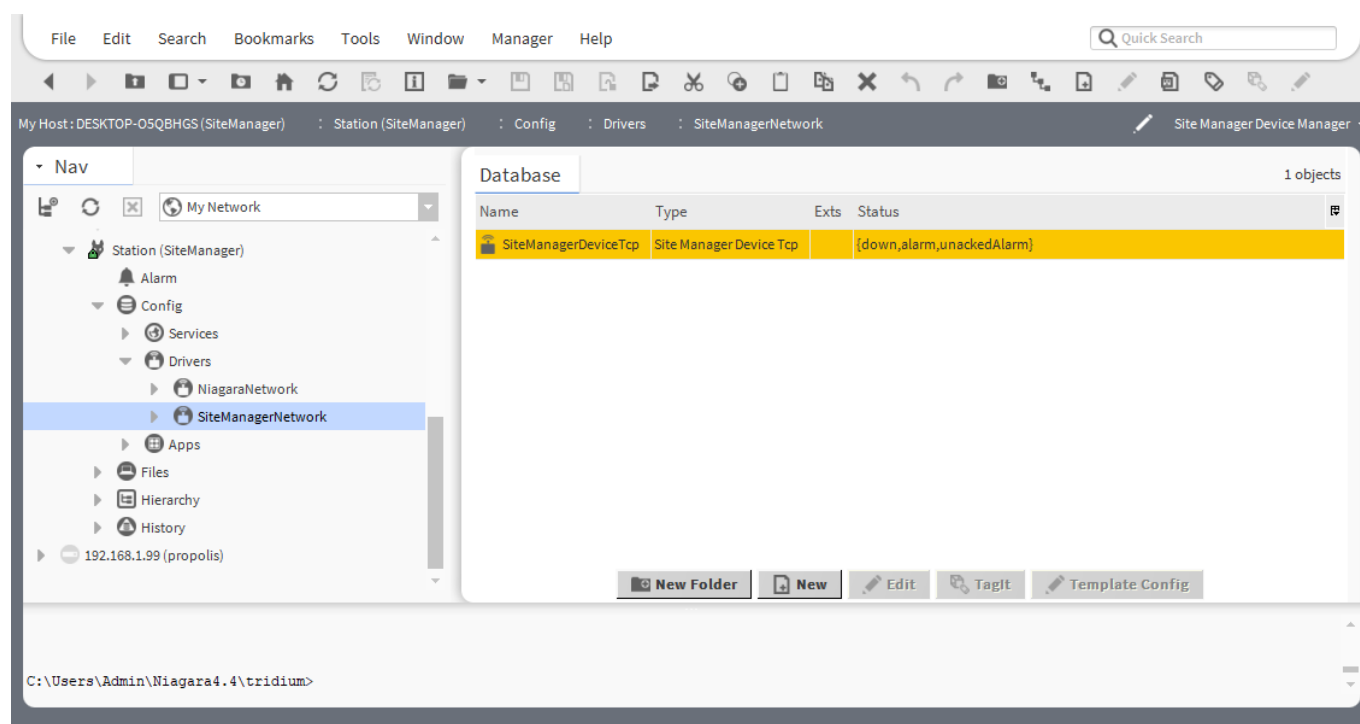 File Edit Search Bookmarks Tools Window Manager Help Quick Search
My Host : DESKTOP-O5QBHGS (SiteManager) : Station (SiteManager) : Config : Drivers : SiteManagerNetwork Site Manager Device Manager
Nav
My Network
Station (SiteManager)
Alarm
Config
Services
Drivers
NiagaraNetwork
SiteManagerNetwork
Apps
Files
Hierarchy
History
192.168.1.99 (propolis)
Database 1 objects
Name Type Exts Status
SiteManagerDeviceTcp Site Manager Device Tcp {down,alarm,unackedAlarm}
New Folder New Edit TagIt Template Config
C:\Users\Admin\Niagara4.4\tridium>